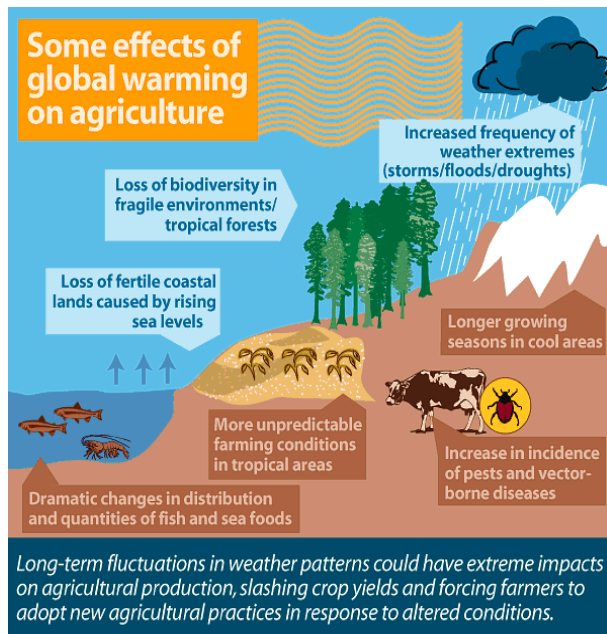 Some effects of
global warming
on agriculture
Increased frequency of
weather extremes
(storms/floods/droughts)
Loss of biodiversity in
fragile environments/
tropical forests
Loss of fertile coastal
lands caused by rising
sea levels
Longer growing
seasons in cool areas
More unpredictable
farming conditions
in tropical areas
Increase in incidence
of pests and vector-
borne diseases
Dramatic changes in distribution
and quantities of fish and sea foods
Long-term fluctuations in weather patterns could have extreme impacts
on agricultural production, slashing crop yields and forcing farmers to
adopt new agricultural practices in response to altered conditions.